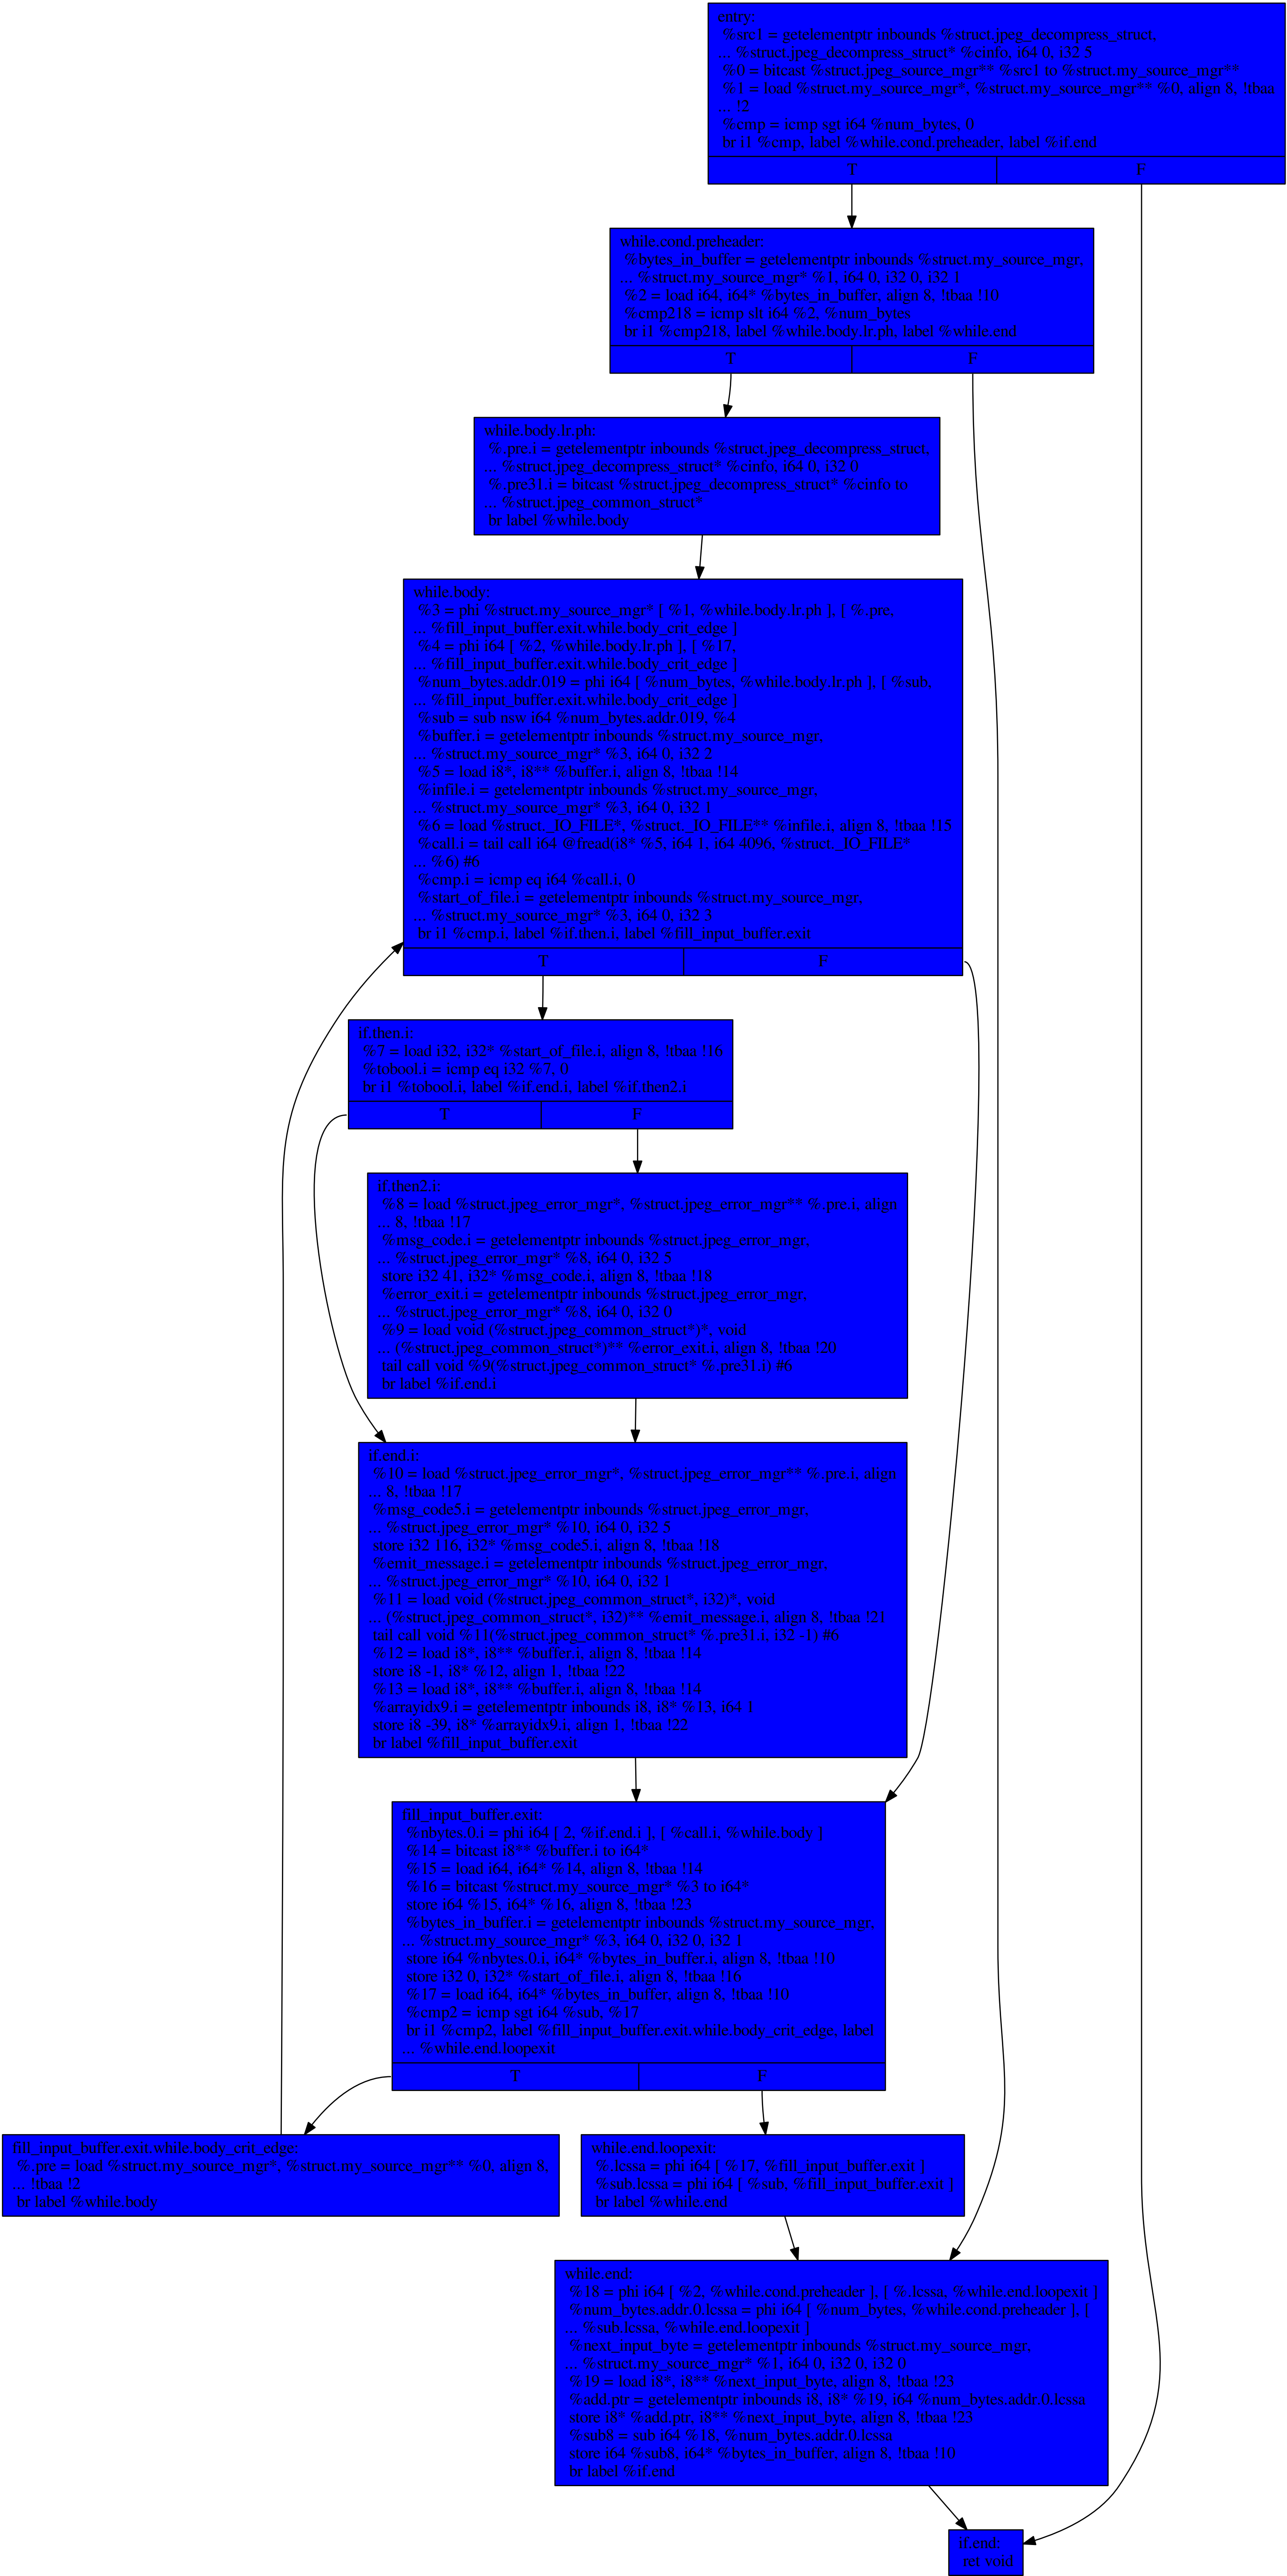 entry:
%src1 = getelementptr inbounds %struct.jpeg_decompress_struct,
... %struct.jpeg_decompress_struct* %cinfo, i64 0, i32 5
%0 = bitcast %struct.jpeg_source_mgr** %src1 to %struct.my_source_mgr**
%1 = load %struct.my_source_mgr*, %struct.my_source_mgr** %0, align 8, !tbaa
... !2
%cmp = icmp sgt i64 %num_bytes, 0
br i1 %cmp, label %while.cond.preheader, label %if.end
T F
while.cond.preheader:
%bytes_in_buffer = getelementptr inbounds %struct.my_source_mgr,
... %struct.my_source_mgr* %1, i64 0, i32 0, i32 1
%2 = load i64, i64* %bytes_in_buffer, align 8, !tbaa !10
%cmp218 = icmp slt i64 %2, %num_bytes
br i1 %cmp218, label %while.body.lr.ph, label %while.end
T F
while.body.lr.ph:
%.pre.i = getelementptr inbounds %struct.jpeg_decompress_struct,
... %struct.jpeg_decompress_struct* %cinfo, i64 0, i32 0
%.pre31.i = bitcast %struct.jpeg_decompress_struct* %cinfo to
... %struct.jpeg_common_struct*
br label %while.body
while.body:
%3 = phi %struct.my_source_mgr* [ %1, %while.body.lr.ph ], [ %.pre,
... %fill_input_buffer.exit.while.body_crit_edge ]
%4 = phi i64 [ %2, %while.body.lr.ph ], [ %17,
... %fill_input_buffer.exit.while.body_crit_edge ]
%num_bytes.addr.019 = phi i64 [ %num_bytes, %while.body.lr.ph ], [ %sub,
... %fill_input_buffer.exit.while.body_crit_edge ]
%sub = sub nsw i64 %num_bytes.addr.019, %4
%buffer.i = getelementptr inbounds %struct.my_source_mgr,
... %struct.my_source_mgr* %3, i64 0, i32 2
%5 = load i8*, i8** %buffer.i, align 8, !tbaa !14
%infile.i = getelementptr inbounds %struct.my_source_mgr,
... %struct.my_source_mgr* %3, i64 0, i32 1
%6 = load %struct._IO_FILE*, %struct._IO_FILE** %infile.i, align 8, !tbaa !15
%call.i = tail call i64 @fread(i8* %5, i64 1, i64 4096, %struct._IO_FILE*
... %6) #6
%cmp.i = icmp eq i64 %call.i, 0
%start_of_file.i = getelementptr inbounds %struct.my_source_mgr,
... %struct.my_source_mgr* %3, i64 0, i32 3
br i1 %cmp.i, label %if.then.i, label %fill_input_buffer.exit
T F
if.then.i:
%7 = load i32, i32* %start_of_file.i, align 8, !tbaa !16
%tobool.i = icmp eq i32 %7, 0
br i1 %tobool.i, label %if.end.i, label %if.then2.i
T F
if.then2.i:
%8 = load %struct.jpeg_error_mgr*, %struct.jpeg_error_mgr** %.pre.i, align
... 8, !tbaa !17
%msg_code.i = getelementptr inbounds %struct.jpeg_error_mgr,
... %struct.jpeg_error_mgr* %8, i64 0, i32 5
store i32 41, i32* %msg_code.i, align 8, !tbaa !18
%error_exit.i = getelementptr inbounds %struct.jpeg_error_mgr,
... %struct.jpeg_error_mgr* %8, i64 0, i32 0
%9 = load void (%struct.jpeg_common_struct*)*, void
... (%struct.jpeg_common_struct*)** %error_exit.i, align 8, !tbaa !20
tail call void %9(%struct.jpeg_common_struct* %.pre31.i) #6
br label %if.end.i
if.end.i:
%10 = load %struct.jpeg_error_mgr*, %struct.jpeg_error_mgr** %.pre.i, align
... 8, !tbaa !17
%msg_code5.i = getelementptr inbounds %struct.jpeg_error_mgr,
... %struct.jpeg_error_mgr* %10, i64 0, i32 5
store i32 116, i32* %msg_code5.i, align 8, !tbaa !18
%emit_message.i = getelementptr inbounds %struct.jpeg_error_mgr,
... %struct.jpeg_error_mgr* %10, i64 0, i32 1
%11 = load void (%struct.jpeg_common_struct*, i32)*, void
... (%struct.jpeg_common_struct*, i32)** %emit_message.i, align 8, !tbaa !21
tail call void %11(%struct.jpeg_common_struct* %.pre31.i, i32 -1) #6
%12 = load i8*, i8** %buffer.i, align 8, !tbaa !14
store i8 -1, i8* %12, align 1, !tbaa !22
%13 = load i8*, i8** %buffer.i, align 8, !tbaa !14
%arrayidx9.i = getelementptr inbounds i8, i8* %13, i64 1
store i8 -39, i8* %arrayidx9.i, align 1, !tbaa !22
br label %fill_input_buffer.exit
fill_input_buffer.exit:
%nbytes.0.i = phi i64 [ 2, %if.end.i ], [ %call.i, %while.body ]
%14 = bitcast i8** %buffer.i to i64*
%15 = load i64, i64* %14, align 8, !tbaa !14
%16 = bitcast %struct.my_source_mgr* %3 to i64*
store i64 %15, i64* %16, align 8, !tbaa !23
%bytes_in_buffer.i = getelementptr inbounds %struct.my_source_mgr,
... %struct.my_source_mgr* %3, i64 0, i32 0, i32 1
store i64 %nbytes.0.i, i64* %bytes_in_buffer.i, align 8, !tbaa !10
store i32 0, i32* %start_of_file.i, align 8, !tbaa !16
%17 = load i64, i64* %bytes_in_buffer, align 8, !tbaa !10
%cmp2 = icmp sgt i64 %sub, %17
br i1 %cmp2, label %fill_input_buffer.exit.while.body_crit_edge, label
... %while.end.loopexit
T F
fill_input_buffer.exit.while.body_crit_edge:
%.pre = load %struct.my_source_mgr*, %struct.my_source_mgr** %0, align 8,
... !tbaa !2
br label %while.body
while.end.loopexit:
%.lcssa = phi i64 [ %17, %fill_input_buffer.exit ]
%sub.lcssa = phi i64 [ %sub, %fill_input_buffer.exit ]
br label %while.end
while.end:
%18 = phi i64 [ %2, %while.cond.preheader ], [ %.lcssa, %while.end.loopexit ]
%num_bytes.addr.0.lcssa = phi i64 [ %num_bytes, %while.cond.preheader ], [
... %sub.lcssa, %while.end.loopexit ]
%next_input_byte = getelementptr inbounds %struct.my_source_mgr,
... %struct.my_source_mgr* %1, i64 0, i32 0, i32 0
%19 = load i8*, i8** %next_input_byte, align 8, !tbaa !23
%add.ptr = getelementptr inbounds i8, i8* %19, i64 %num_bytes.addr.0.lcssa
store i8* %add.ptr, i8** %next_input_byte, align 8, !tbaa !23
%sub8 = sub i64 %18, %num_bytes.addr.0.lcssa
store i64 %sub8, i64* %bytes_in_buffer, align 8, !tbaa !10
br label %if.end
if.end:
ret void